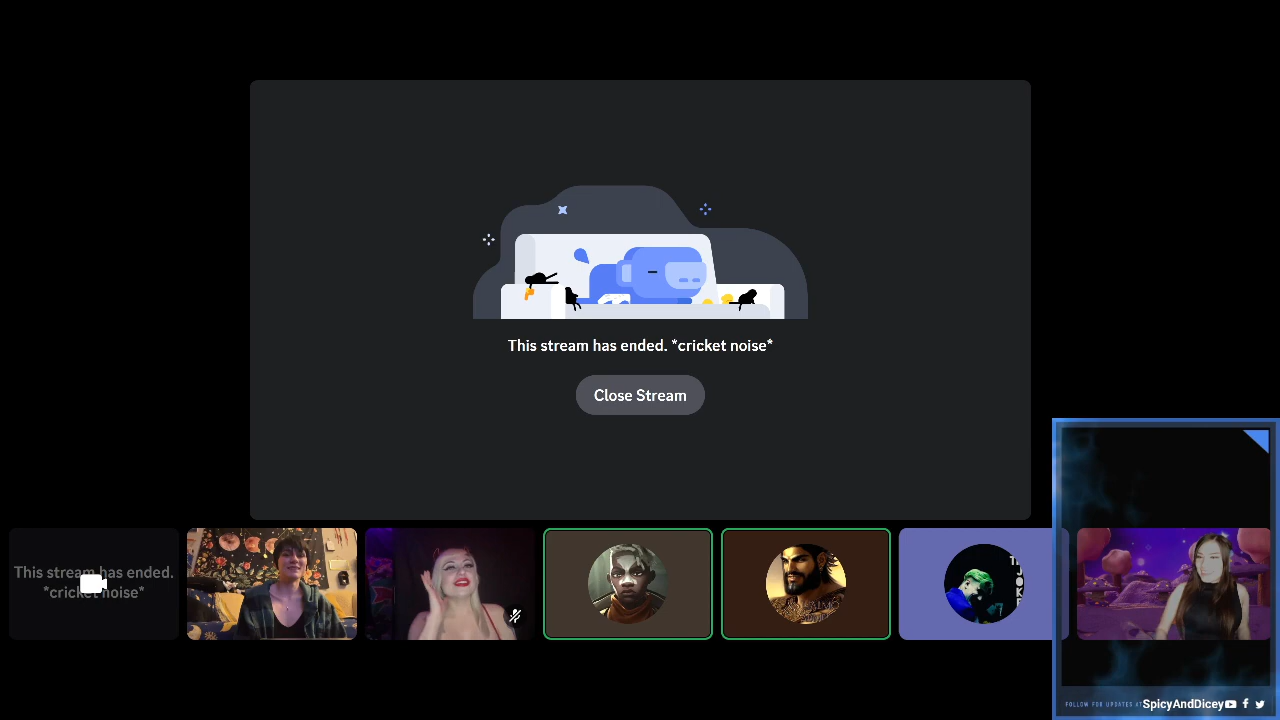 This stream has ended. *cricket noise*
Close Stream
This stream has ended.
*cricket noise*
FOLLOW FOR UPDATES AT SpicyAndDicey